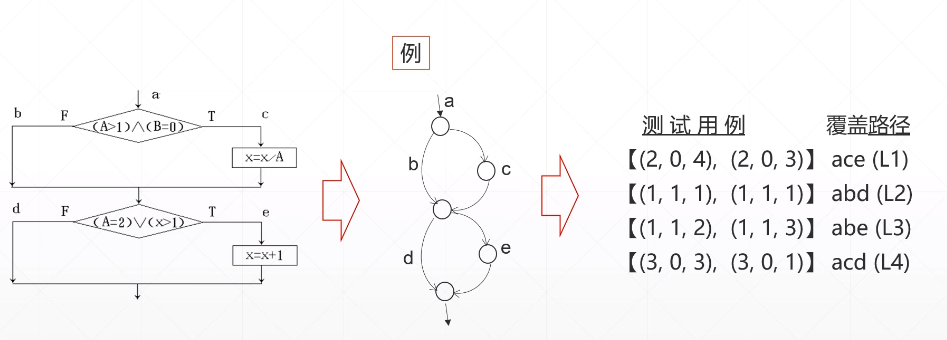 例
a
b F (A>1)∧(B=0) T c
x=x/A
d F (A=2)∨(x>1) T e
x=x+1
a
b
c
d
e
测试用例 覆盖路径
【(2, 0, 4), (2, 0, 3)】 ace (L1)
【(1, 1, 1), (1, 1, 1)】 abd (L2)
【(1, 1, 2), (1, 1, 3)】 abe (L3)
【(3, 0, 3), (3, 0, 1)】 acd (L4)